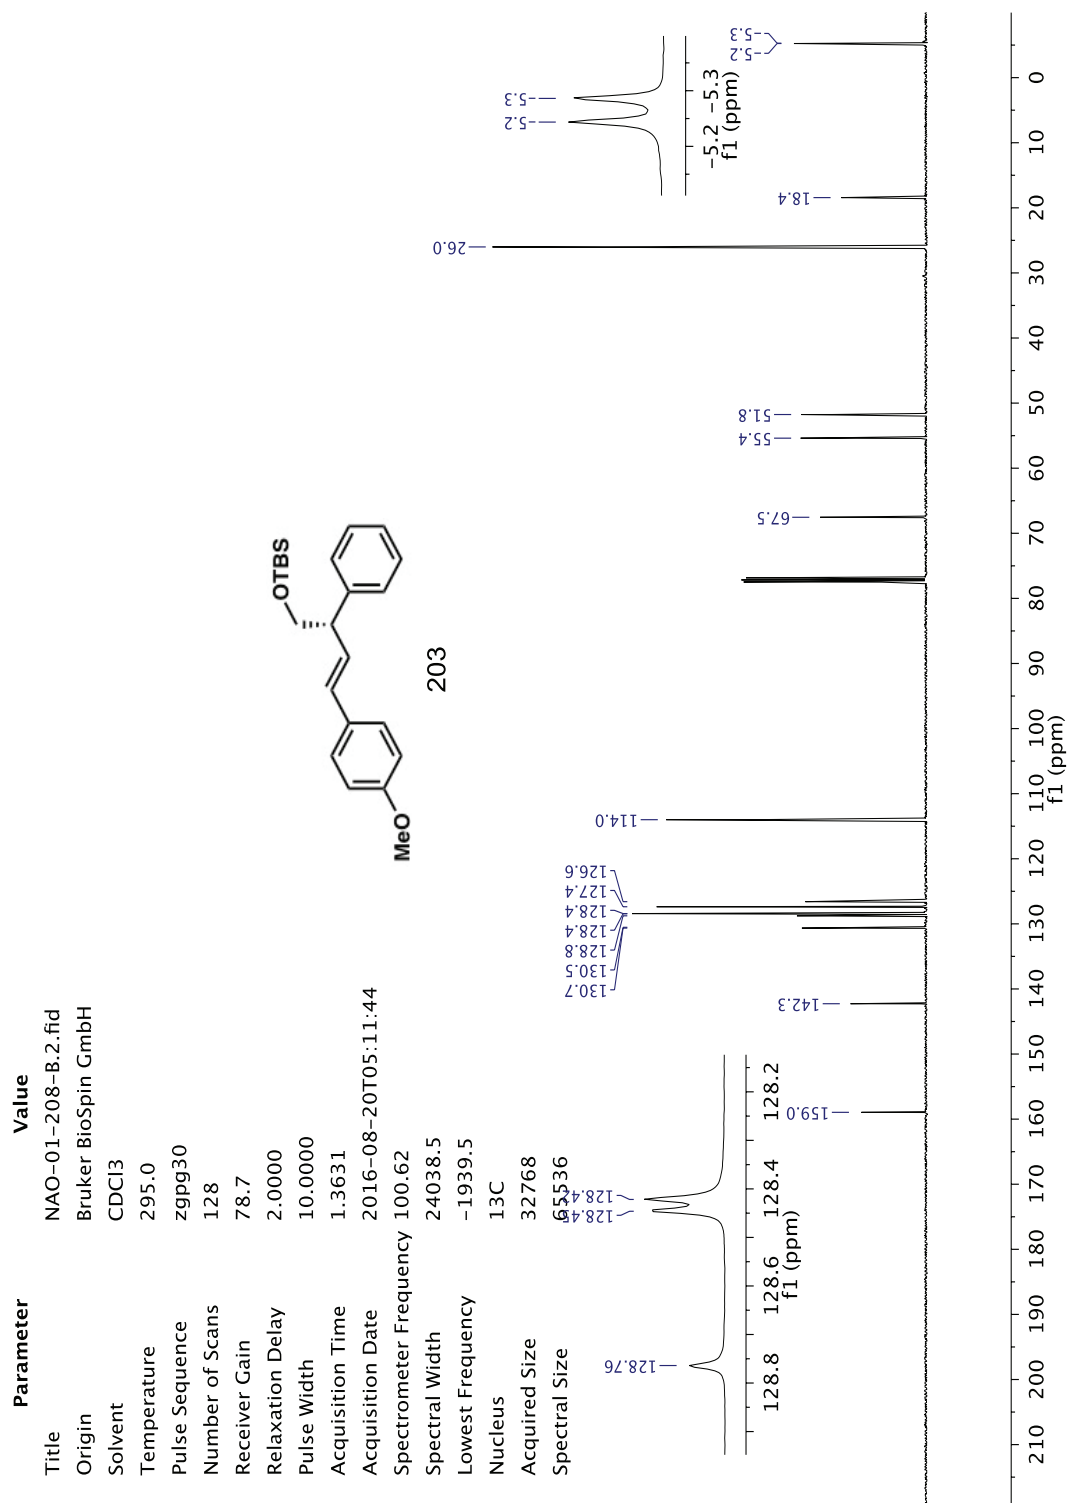 Parameter Value
Title NAO-01-208-B.2.fid
Origin Bruker BioSpin GmbH
Solvent CDCl3
Temperature 295.0
Pulse Sequence zgpg30
Number of Scans 128
Receiver Gain 78.7
Relaxation Delay 2.0000
Pulse Width 10.0000
Acquisition Time 1.3631
Acquisition Date 2016-08-20T05:11:44
Spectrometer Frequency 100.62
Spectral Width 24038.5
Lowest Frequency -1939.5
Nucleus 13C
Acquired Size 32768
Spectral Size 65536
MeO
OTBS
203
128.76
128.45
128.42
128.8 128.6 128.4 128.2
f1 (ppm)
-5.2
-5.3
-5.2 -5.3
f1 (ppm)
159.0
142.3
130.7
130.5
128.8
128.4
128.4
127.4
126.6
114.0
67.5
55.4
51.8
26.0
18.4
-5.2
-5.3
210 200 190 180 170 160 150 140 130 120 110 100 90 80 70 60 50 40 30 20 10 0
f1 (ppm)